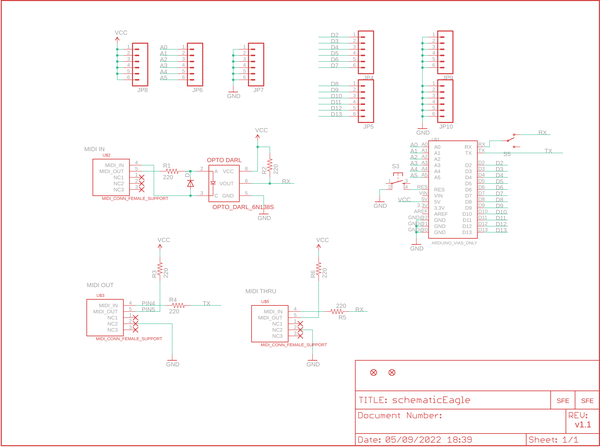 VCC
JP8
A0
A1
A2
A3
A4
A5
JP6
JP7
GND
D2
D3
D4
D5
D6
D7
JP4
D8
D9
D10
D11
D12
D13
JP5
JP9
JP10
GND
MIDI IN
MIDI_IN
MIDI_OUT
NC1
NC2
NC3
MIDI_CONN_FEMALE_SUPPORT
R1
220
OPTO DARL
A
C
VCC
VOUT
GND
OPTO_DARL_6N138S
VCC
R2
220
RX
GND
S3
GND
VCC
A0
A1
A2
A3
A4
A5
RES
VIN
5V
3.3V
AREF
GND
GND
GND
RX
TX
D2
D3
D4
D5
D6
D7
D8
D9
D10
D11
D12
D13
GND
RX
TX
MIDI OUT
VCC
R3
220
MIDI_IN
MIDI_OUT
NC1
NC2
NC3
MIDI_CONN_FEMALE_SUPPORT
PIN4
PIN5
R4
220
TX
GND
MIDI THRU
VCC
R6
220
MIDI_IN
MIDI_OUT
NC1
NC2
NC3
MIDI_CONN_FEMALE_SUPPORT
220
R5
RX
GND
TITLE: schematicEagle
SFE SFE
Document Number:
REV:
v1.1
Date: 05/09/2022 18:39
Sheet: 1/1